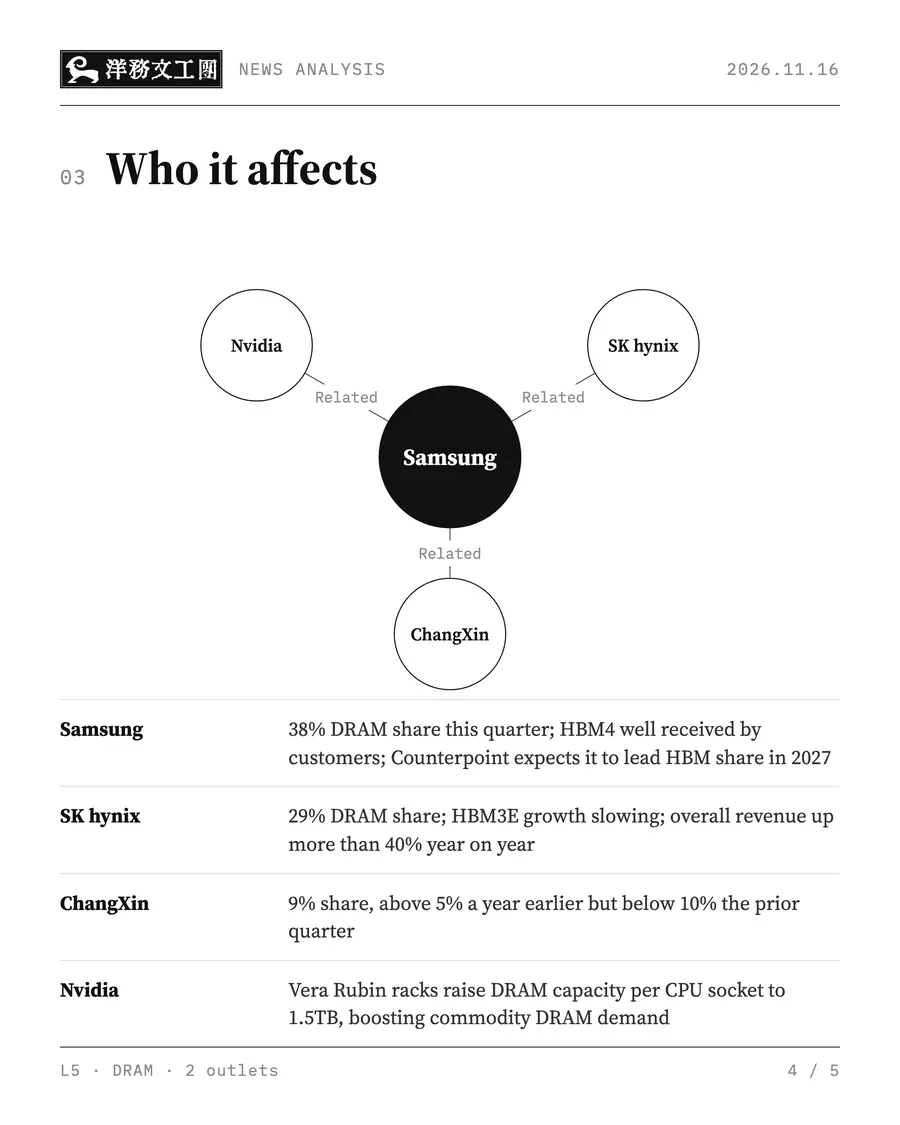 洋務文工團 NEWS ANALYSIS 2026.11.16
03 Who it affects
Nvidia
SK hynix
Related
Related
Samsung
Related
ChangXin
Samsung 38% DRAM share this quarter; HBM4 well received by
customers; Counterpoint expects it to lead HBM share in 2027
SK hynix 29% DRAM share; HBM3E growth slowing; overall revenue up
more than 40% year on year
ChangXin 9% share, above 5% a year earlier but below 10% the prior
quarter
Nvidia Vera Rubin racks raise DRAM capacity per CPU socket to
1.5TB, boosting commodity DRAM demand
L5 · DRAM · 2 outlets 4 / 5